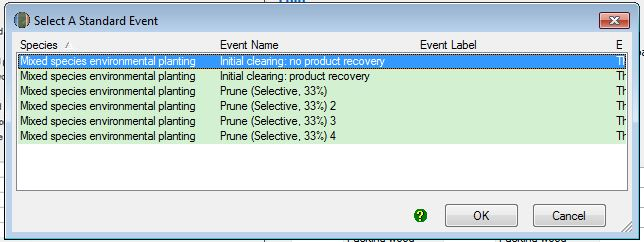 Select A Standard Event
Species Event Name Event Label E
Mixed species environmental planting Initial clearing: no product recovery Th
Mixed species environmental planting Initial clearing: product recovery Th
Mixed species environmental planting Prune (Selective, 33%) Th
Mixed species environmental planting Prune (Selective, 33%) 2 Th
Mixed species environmental planting Prune (Selective, 33%) 3 Th
Mixed species environmental planting Prune (Selective, 33%) 4 Th
? OK Cancel